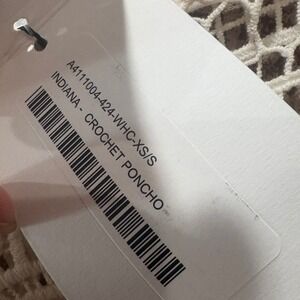 A4111004-424-WHC-XS/S
INDIANA - CROCHET PONCHO